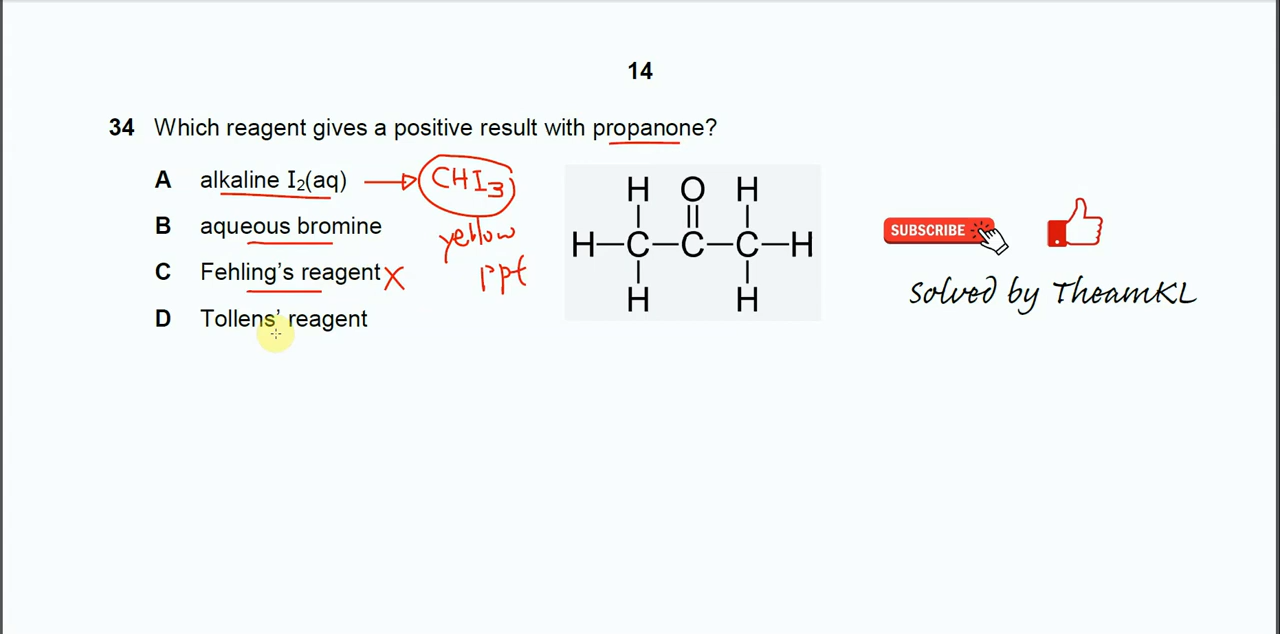 14
34 Which reagent gives a positive result with propanone?
A alkaline I₂(aq) → CHI₃
B aqueous bromine
yellow
C Fehling’s reagent X
ppt
D Tollens’ reagent
H O H
H–C–C–C–H
H H
SUBSCRIBE
Solved by TheamKL